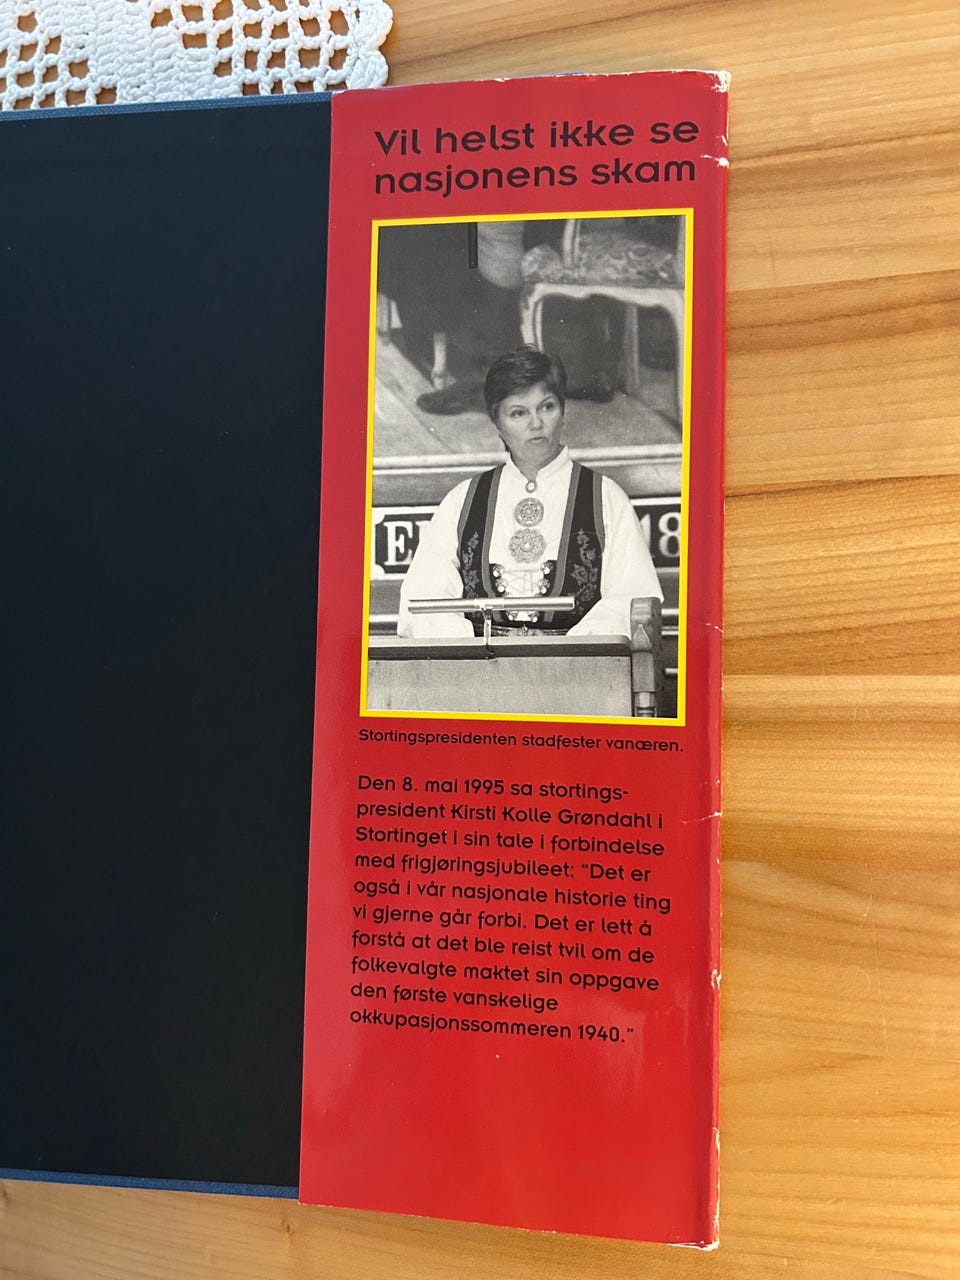 Vil helst ikke se
nasjonens skam
E
18
Stortingspresidenten stadfester vanæren.
Den 8. mai 1995 sa stortings-
president Kirsti Kolle Grøndahl i
Stortinget i sin tale i forbindelse
med frigjøringsjubileet: “Det er
også i vår nasjonale historie ting
vi gjerne går forbi. Det er lett å
forstå at det ble reist tvil om de
folkevalgte maktet sin oppgave
den første vanskelige
okkupasjonssommeren 1940.”